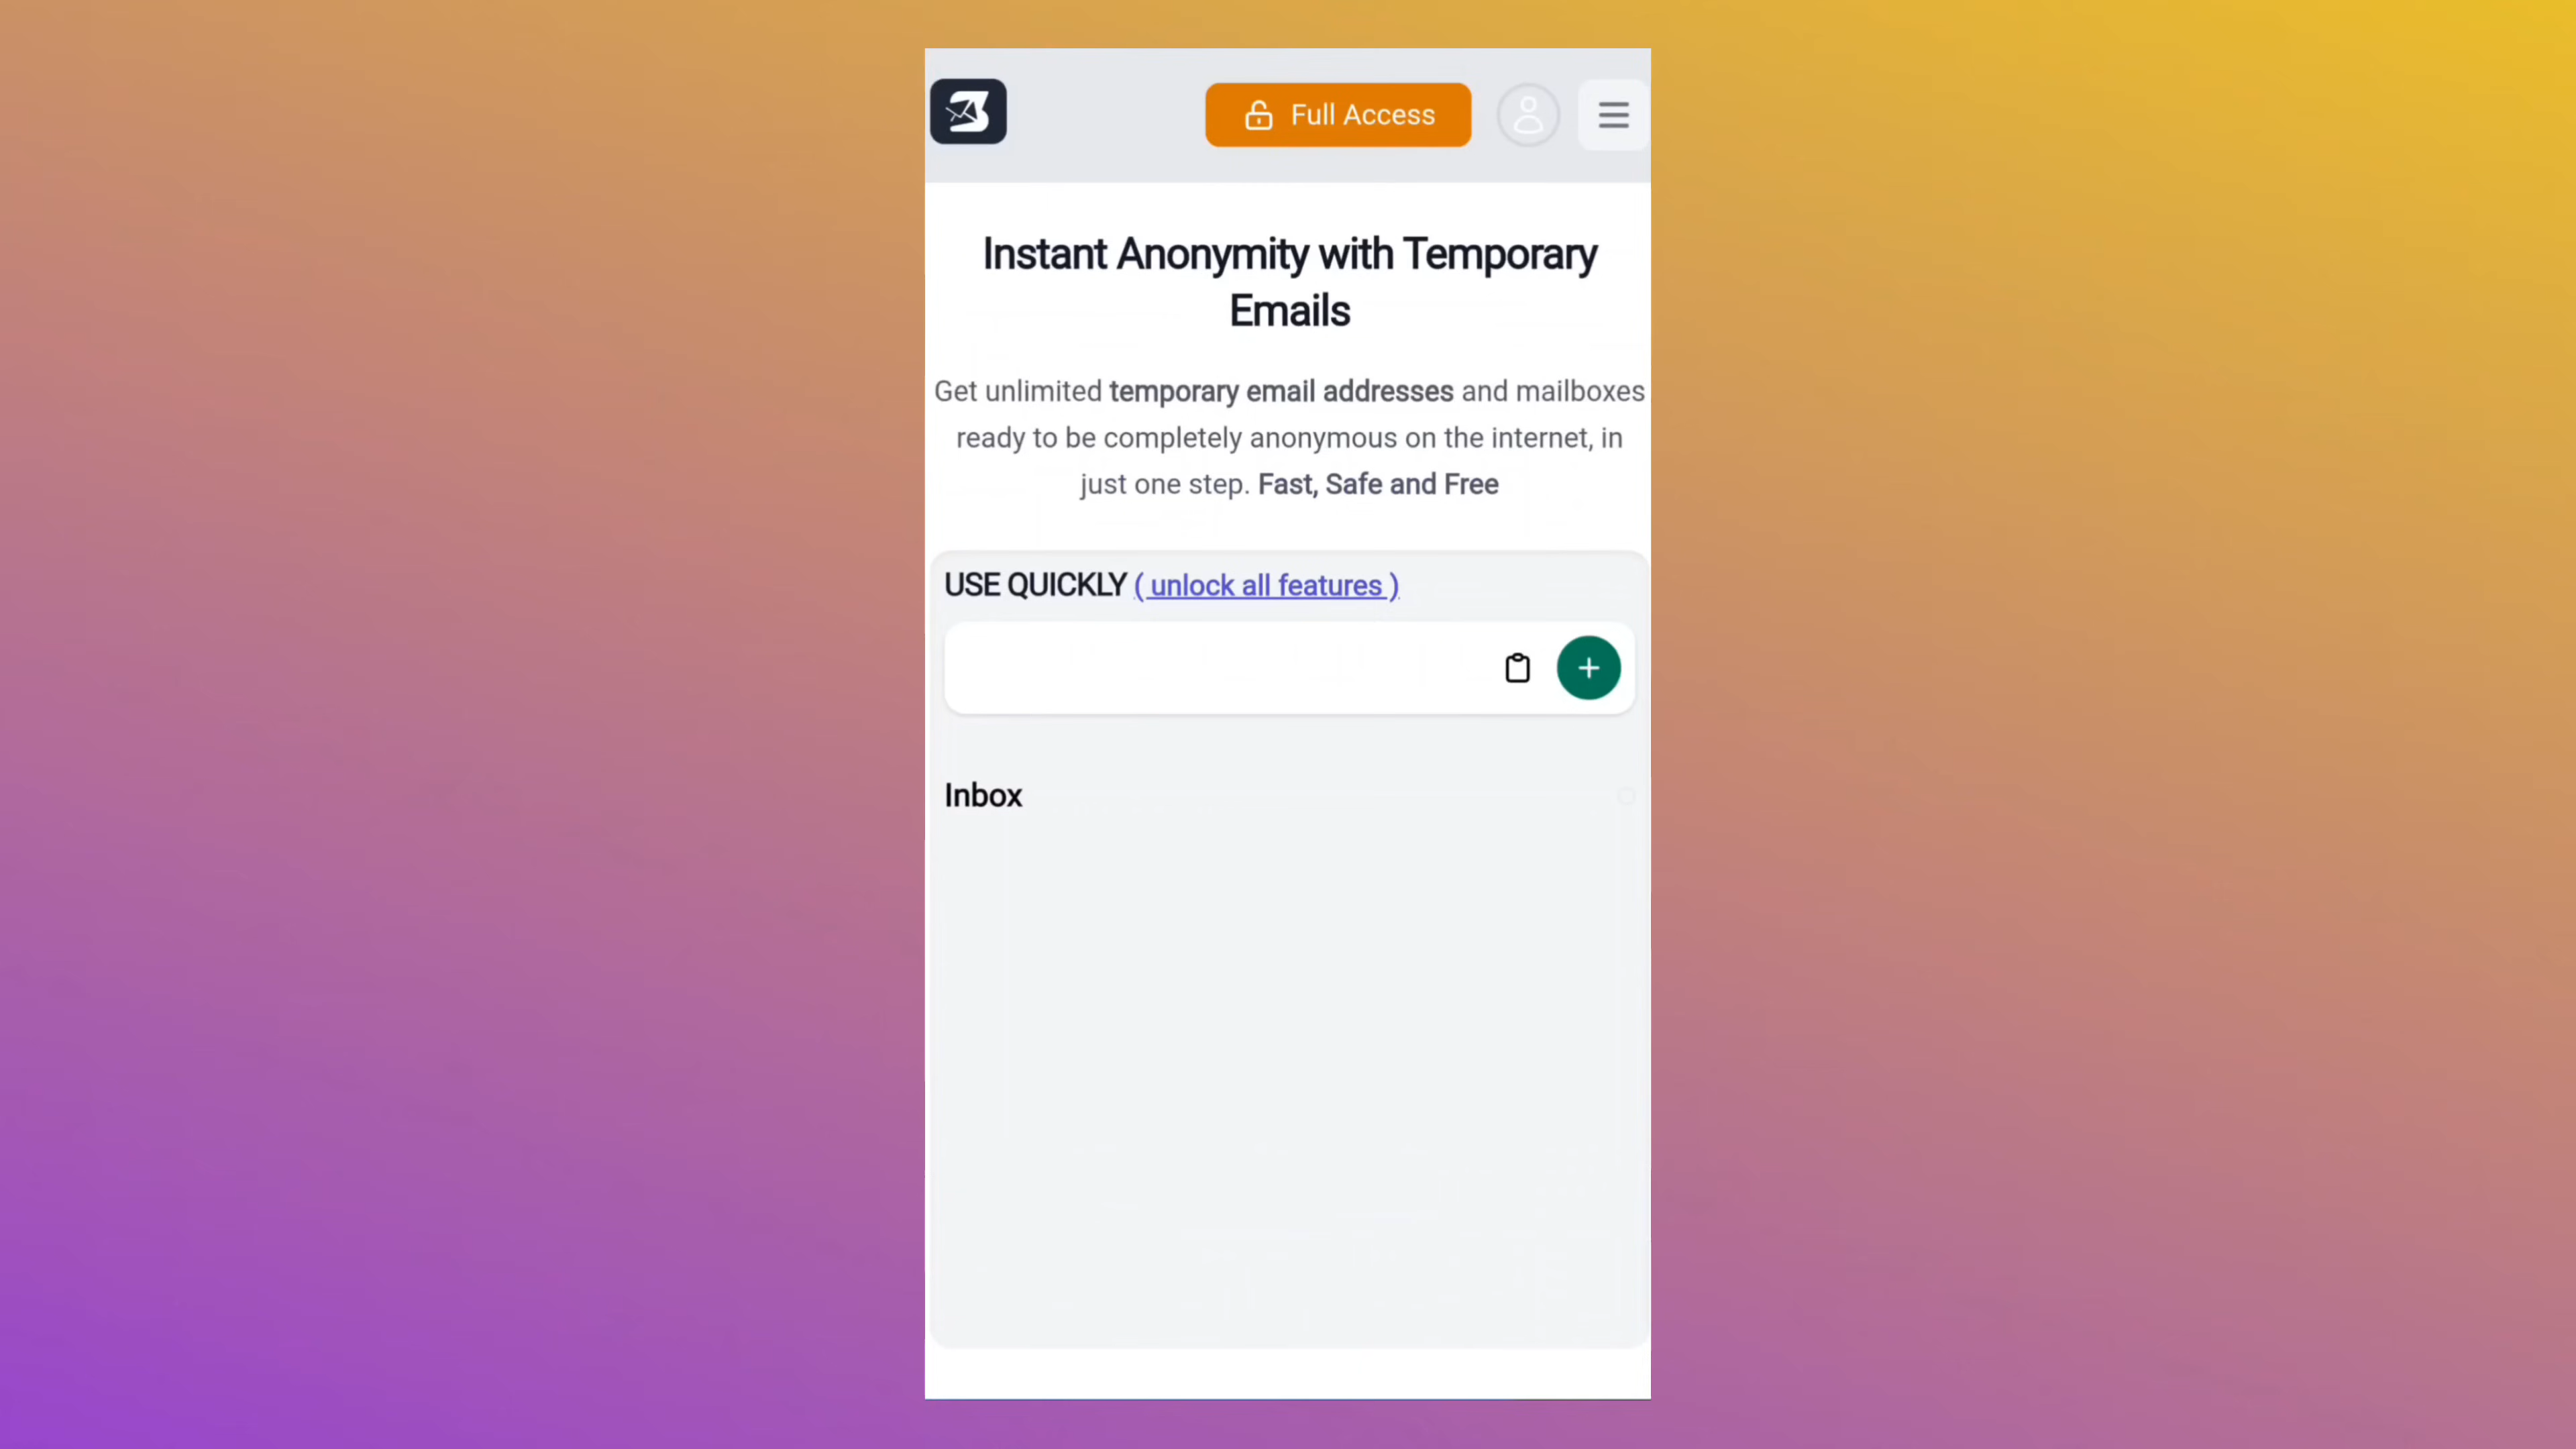 Full Access
Instant Anonymity with Temporary
Emails
Get unlimited temporary email addresses and mailboxes
ready to be completely anonymous on the internet, in
just one step. Fast, Safe and Free
USE QUICKLY ( unlock all features )
Inbox